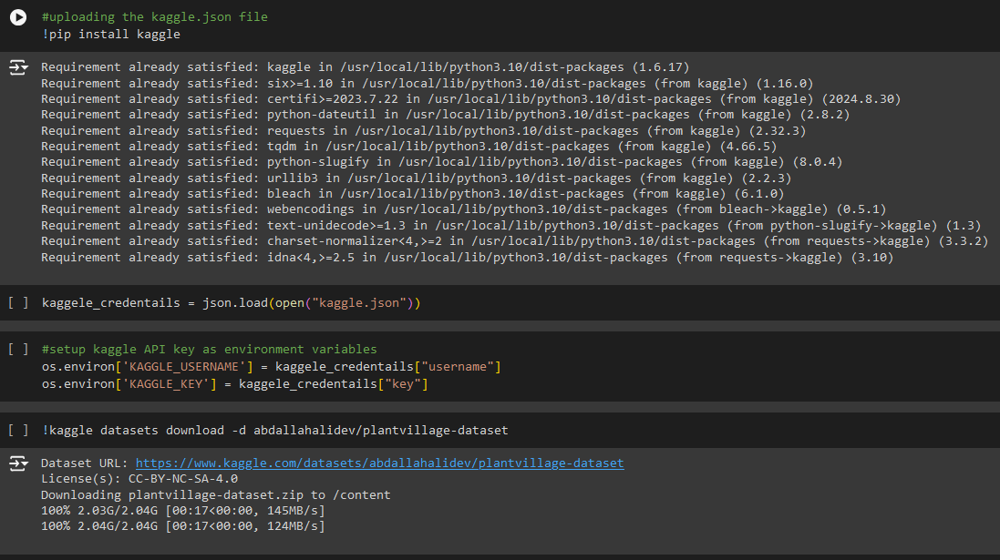 #uploading the kaggle.json file
!pip install kaggle
Requirement already satisfied: kaggle in /usr/local/lib/python3.10/dist-packages (1.6.17)
Requirement already satisfied: six>=1.10 in /usr/local/lib/python3.10/dist-packages (from kaggle) (1.16.0)
Requirement already satisfied: certifi>=2023.7.22 in /usr/local/lib/python3.10/dist-packages (from kaggle) (2024.8.30)
Requirement already satisfied: python-dateutil in /usr/local/lib/python3.10/dist-packages (from kaggle) (2.8.2)
Requirement already satisfied: requests in /usr/local/lib/python3.10/dist-packages (from kaggle) (2.32.3)
Requirement already satisfied: tqdm in /usr/local/lib/python3.10/dist-packages (from kaggle) (4.66.5)
Requirement already satisfied: python-slugify in /usr/local/lib/python3.10/dist-packages (from kaggle) (8.0.4)
Requirement already satisfied: urllib3 in /usr/local/lib/python3.10/dist-packages (from kaggle) (2.2.3)
Requirement already satisfied: bleach in /usr/local/lib/python3.10/dist-packages (from kaggle) (6.1.0)
Requirement already satisfied: webencodings in /usr/local/lib/python3.10/dist-packages (from bleach->kaggle) (0.5.1)
Requirement already satisfied: text-unidecode>=1.3 in /usr/local/lib/python3.10/dist-packages (from python-slugify->kaggle) (1.3)
Requirement already satisfied: charset-normalizer<4,>=2 in /usr/local/lib/python3.10/dist-packages (from requests->kaggle) (3.3.2)
Requirement already satisfied: idna<4,>=2.5 in /usr/local/lib/python3.10/dist-packages (from requests->kaggle) (3.10)
[ ] kaggele_credentails = json.load(open("kaggle.json"))
[ ] #setup kaggle API key as environment variables
os.environ['KAGGLE_USERNAME'] = kaggele_credentails["username"]
os.environ['KAGGLE_KEY'] = kaggele_credentails["key"]
[ ] !kaggle datasets download -d abdallahalidev/plantvillage-dataset
Dataset URL: https://www.kaggle.com/datasets/abdallahalidev/plantvillage-dataset
License(s): CC-BY-NC-SA-4.0
Downloading plantvillage-dataset.zip to /content
100% 2.03G/2.04G [00:17<00:00, 145MB/s]
100% 2.04G/2.04G [00:17<00:00, 124MB/s]